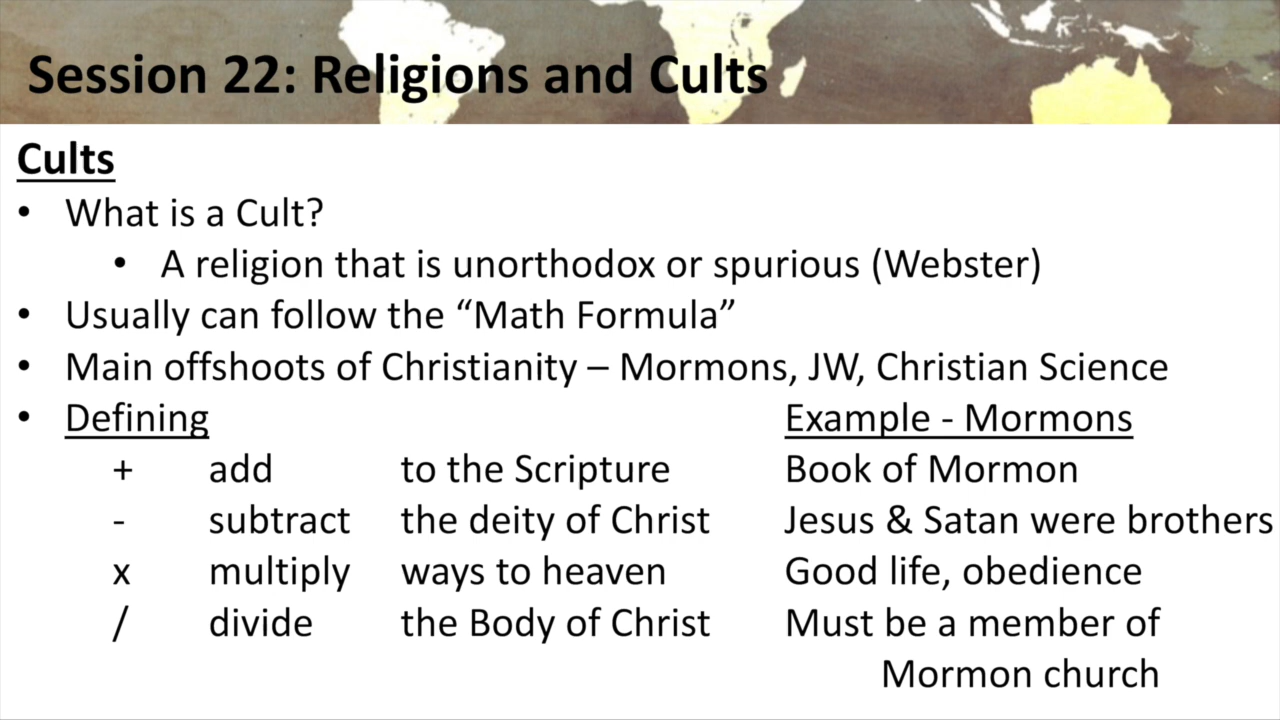 Session 22: Religions and Cults
Cults
• What is a Cult?
• A religion that is unorthodox or spurious (Webster)
• Usually can follow the “Math Formula”
• Main offshoots of Christianity – Mormons, JW, Christian Science
• Defining Example - Mormons
+ add to the Scripture Book of Mormon
- subtract the deity of Christ Jesus & Satan were brothers
x multiply ways to heaven Good life, obedience
/ divide the Body of Christ Must be a member of
Mormon church